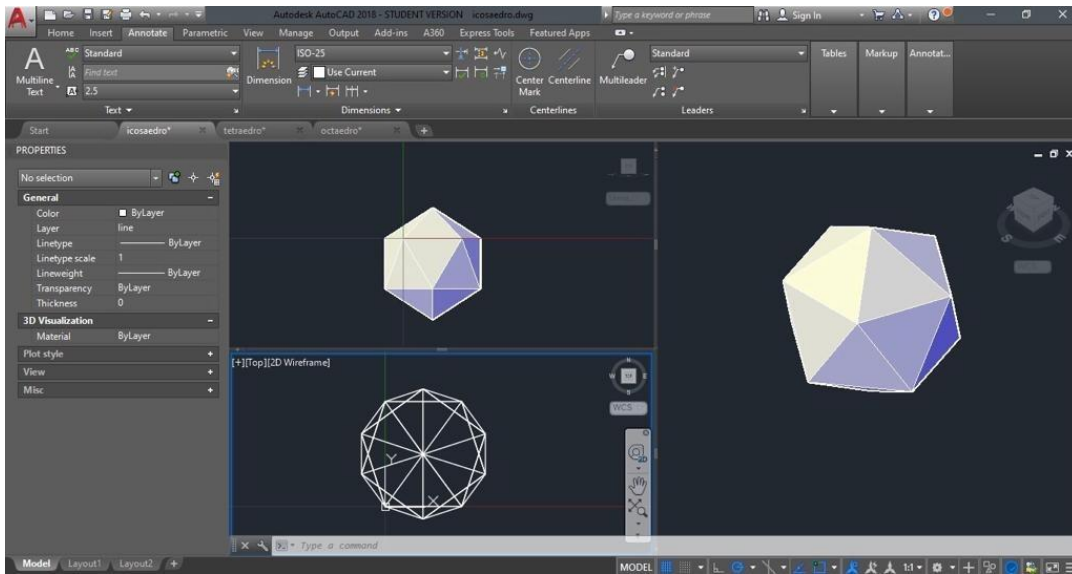 Autodesk AutoCAD 2018 - STUDENT VERSION icosaedro.dwg
Type a keyword or phrase
Sign In
Home Insert Annotate Parametric View Manage Output Add-ins A360 Express Tools Featured Apps
Multiline Text
Standard
Find text
2.5
Text
Dimension
ISO-25
Use Current
Dimensions
Center Mark
Centerline
Centerlines
Multileader
Standard
Leaders
Tables
Markup
Annotat...
Start icosaedro* tetraedro* octaedro*
PROPERTIES
No selection
General
Color ByLayer
Layer line
Linetype ByLayer
Linetype scale 1
Lineweight ByLayer
Transparency ByLayer
Thickness 0
3D Visualization
Material ByLayer
Plot style
View
Misc
[+][Top][2D Wireframe]
WCS
Y
X
Type a command
Model Layout1 Layout2
MODEL
1:1